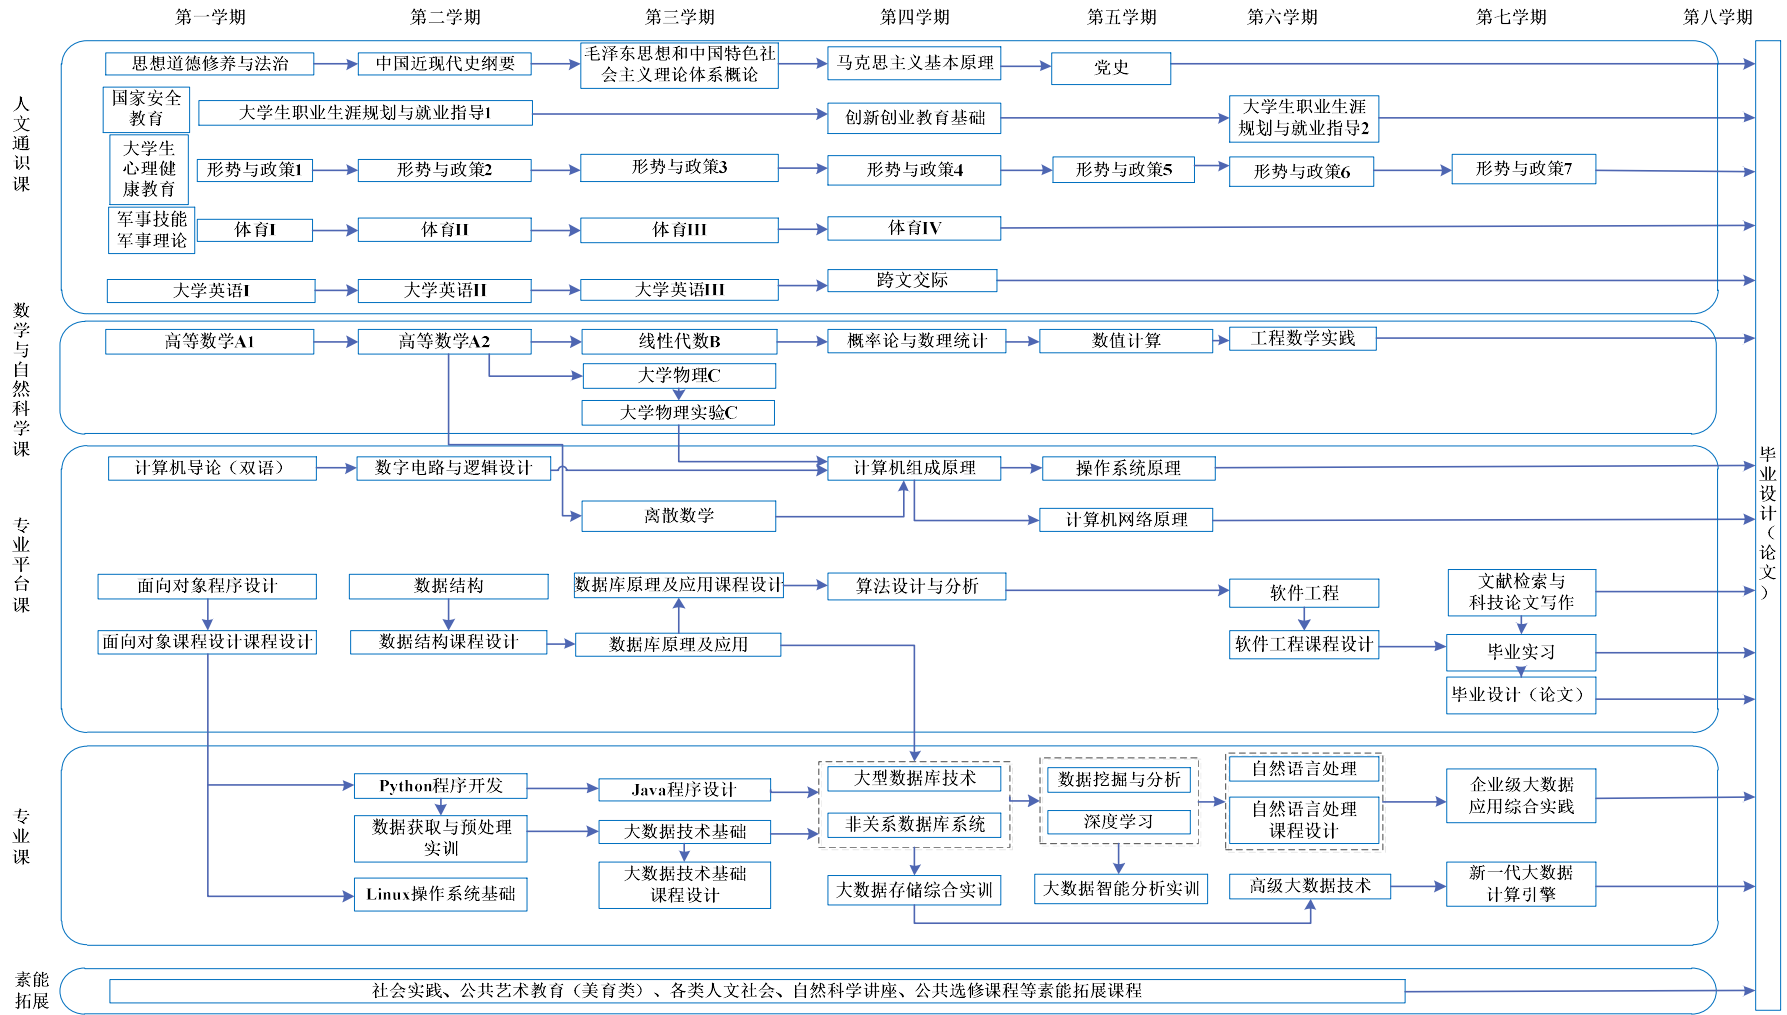 第一学期 第二学期 第三学期 第四学期 第五学期 第六学期 第七学期 第八学期
人文通识课
思想道德修养与法治
中国近现代史纲要
毛泽东思想和中国特色社
会主义理论体系概论
马克思主义基本原理
党史
国家安全
教育
大学生职业生涯规划与就业指导1
创新创业教育基础
大学生职业生涯
规划与就业指导2
大学生
心理健
康教育
形势与政策1
形势与政策2
形势与政策3
形势与政策4
形势与政策5
形势与政策6
形势与政策7
军事技能
军事理论
体育I
体育II
体育III
体育IV
大学英语I
大学英语II
大学英语III
跨文交际
数学与自然科学课
高等数学A1
高等数学A2
线性代数B
概率论与数理统计
数值计算
工程数学实践
大学物理C
大学物理实验C
专业平台课
计算机导论（双语）
数字电路与逻辑设计
计算机组成原理
操作系统原理
离散数学
计算机网络原理
面向对象程序设计
数据结构
数据库原理及应用课程设计
算法设计与分析
软件工程
文献检索与
科技论文写作
面向对象课程设计课程设计
数据结构课程设计
数据库原理及应用
软件工程课程设计
毕业实习
毕业设计（论文）
专业课
Python程序开发
Java程序设计
大型数据库技术
数据挖掘与分析
自然语言处理
企业级大数据
应用综合实践
数据获取与预处理
实训
大数据技术基础
非关系数据库系统
深度学习
自然语言处理
课程设计
Linux操作系统基础
大数据技术基础
课程设计
大数据存储综合实训
大数据智能分析实训
高级大数据技术
新一代大数据
计算引擎
素能
拓展
社会实践、公共艺术教育（美育类）、各类人文社会、自然科学讲座、公共选修课程等素能拓展课程
毕业设计（论文）